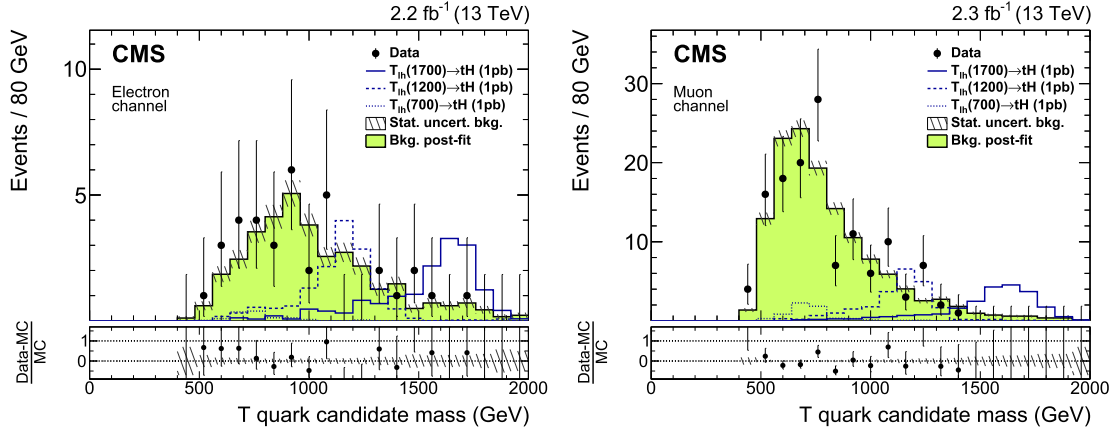 2.2 fb⁻¹ (13 TeV)
CMS
Electron
channel
Data
T_lh(1700)→tH (1pb)
T_lh(1200)→tH (1pb)
T_lh(700)→tH (1pb)
Stat. uncert. bkg.
Bkg. post-fit
Events / 80 GeV
10
5
Data-MC
MC
1
0
0 500 1000 1500 2000
T quark candidate mass (GeV)
2.3 fb⁻¹ (13 TeV)
CMS
Muon
channel
Data
T_lh(1700)→tH (1pb)
T_lh(1200)→tH (1pb)
T_lh(700)→tH (1pb)
Stat. uncert. bkg.
Bkg. post-fit
Events / 80 GeV
30
20
10
Data-MC
MC
1
0
0 500 1000 1500 2000
T quark candidate mass (GeV)